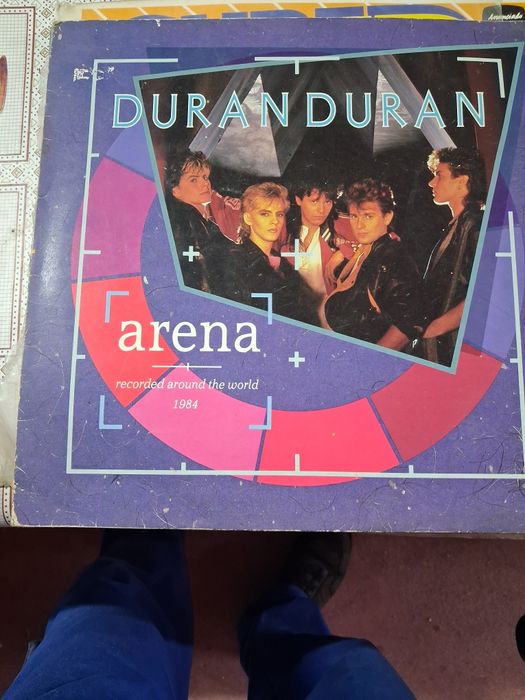 DURAN DURAN
arena
recorded around the world
1984